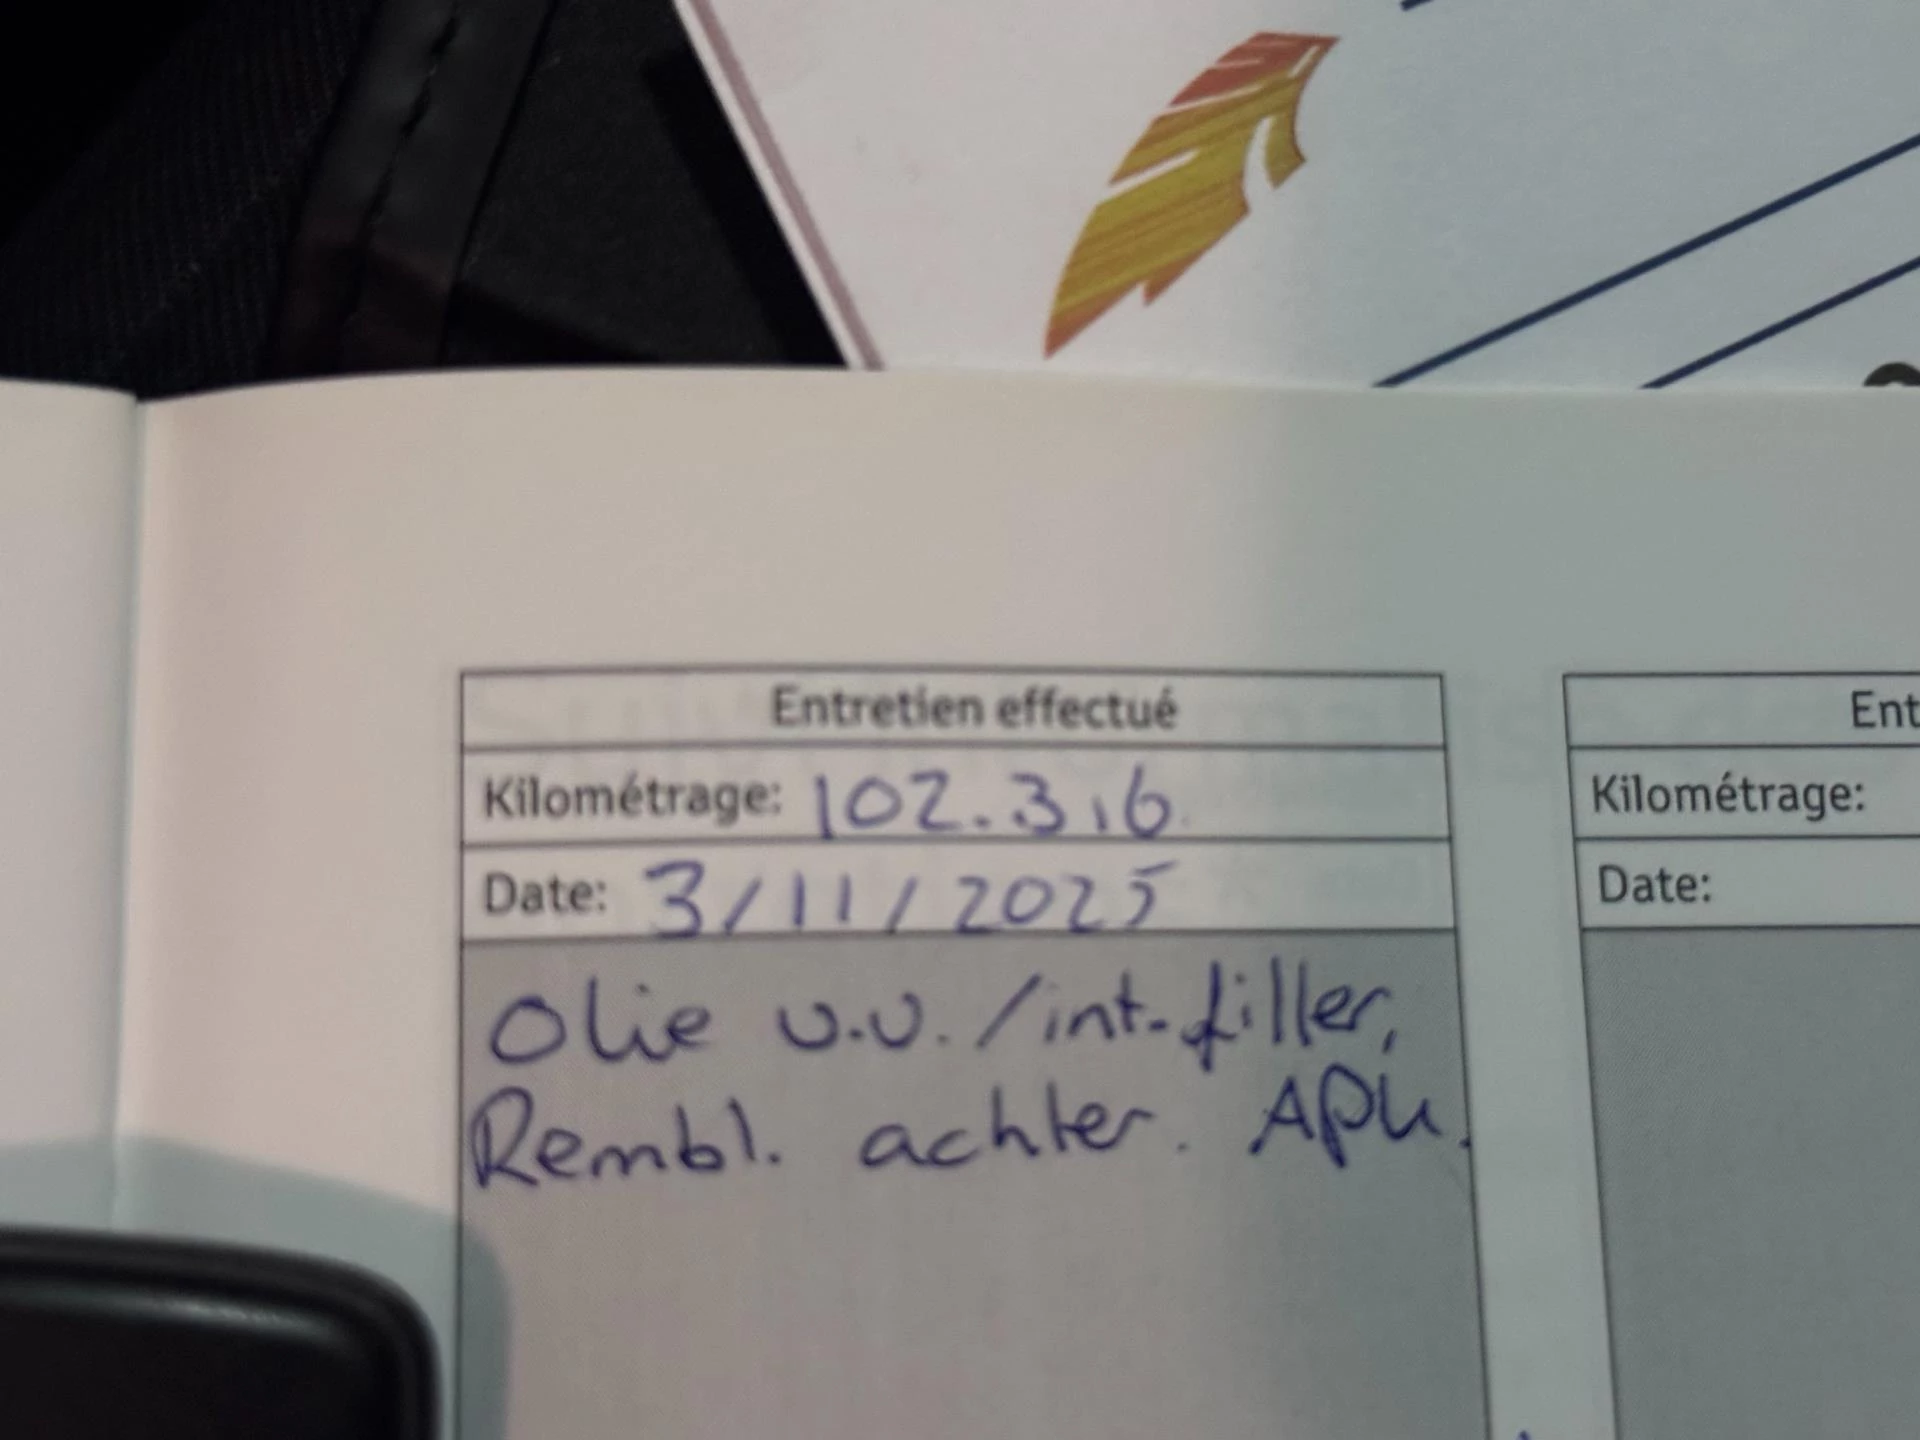 Entretien effectué
Kilométrage: 102.316
Date: 3/11/2025
Olie v.v. /int-filler,
Rembl. achter. APK.
Ent
Kilométrage:
Date: